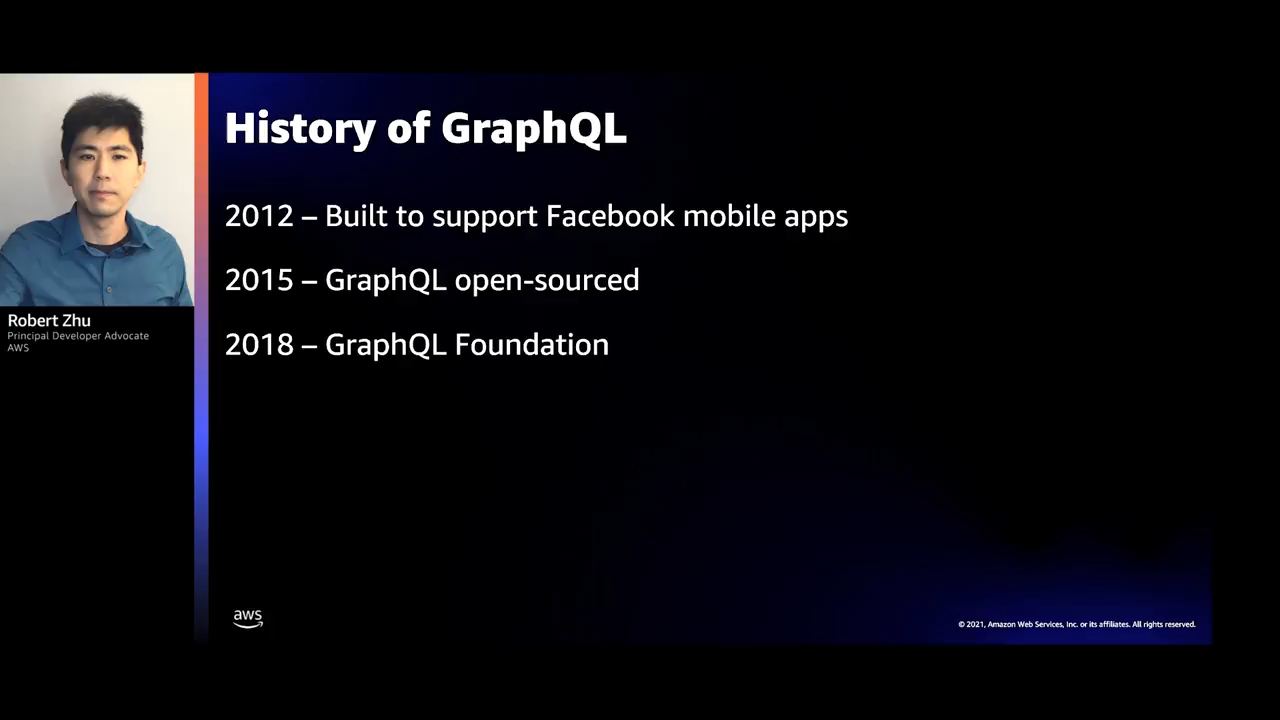 History of GraphQL
2012 – Built to support Facebook mobile apps
2015 – GraphQL open-sourced
2018 – GraphQL Foundation
Robert Zhu
Principal Developer Advocate
AWS
aws
© 2021, Amazon Web Services, Inc. or its affiliates. All rights reserved.